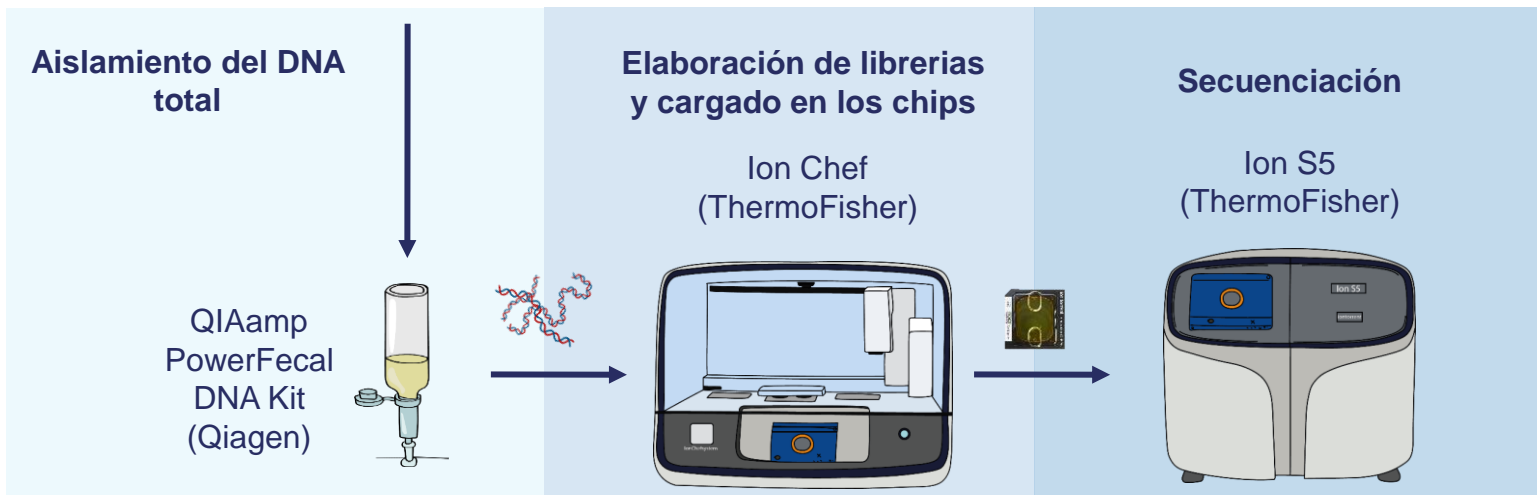 Aislamiento del DNA
total
QIAamp
PowerFecal
DNA Kit
(Qiagen)
Elaboración de librerias
y cargado en los chips
Ion Chef
(ThermoFisher)
Secuenciación
Ion S5
(ThermoFisher)
Ion S5